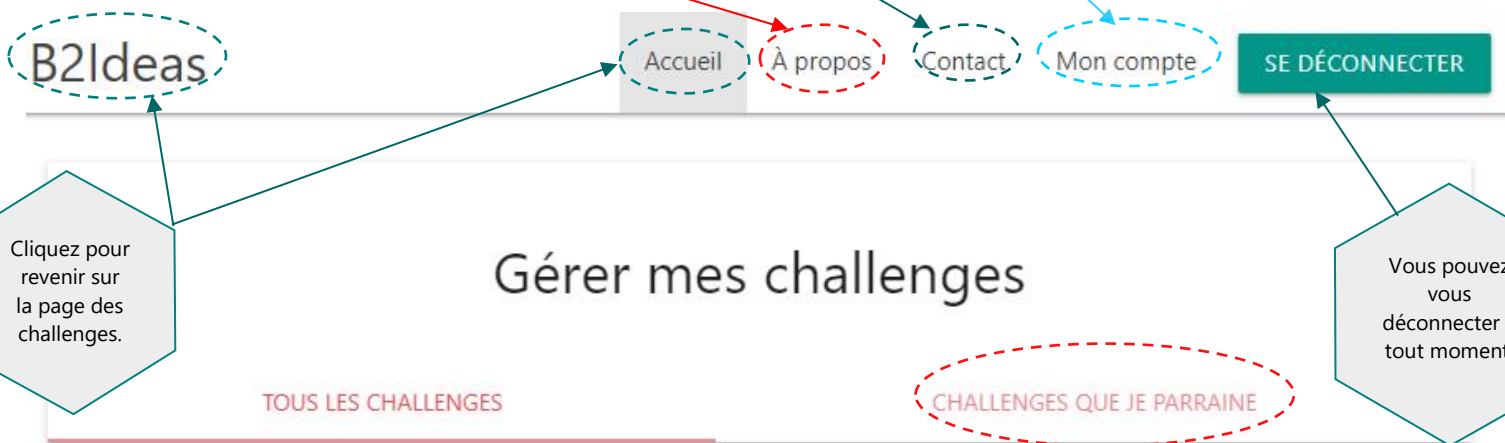 B2Ideas
Accueil À propos Contact Mon compte SE DÉCONNECTER
Cliquez pour
revenir sur
la page des
challenges.
Gérer mes challenges
Vous pouvez
vous
déconnecter
tout moment
TOUS LES CHALLENGES
CHALLENGES QUE JE PARRAINE